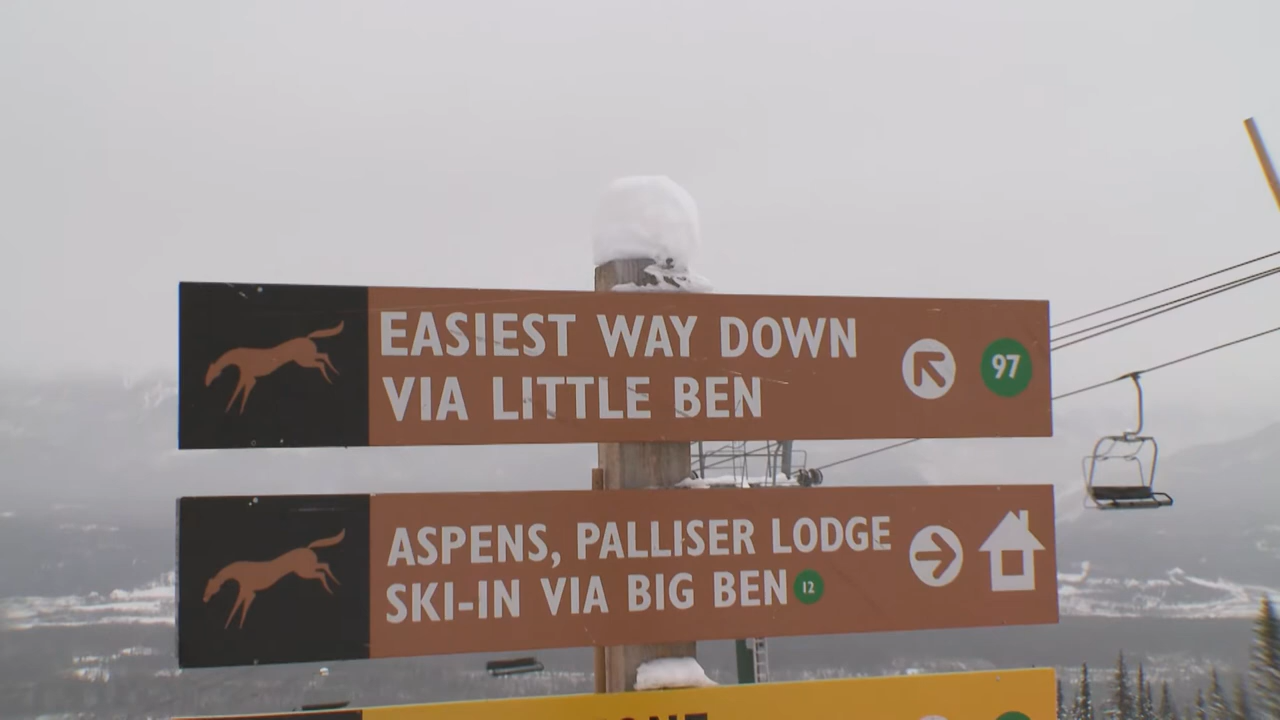 EASIEST WAY DOWN
VIA LITTLE BEN
97
ASPENS, PALLISER LODGE
SKI-IN VIA BIG BEN 12